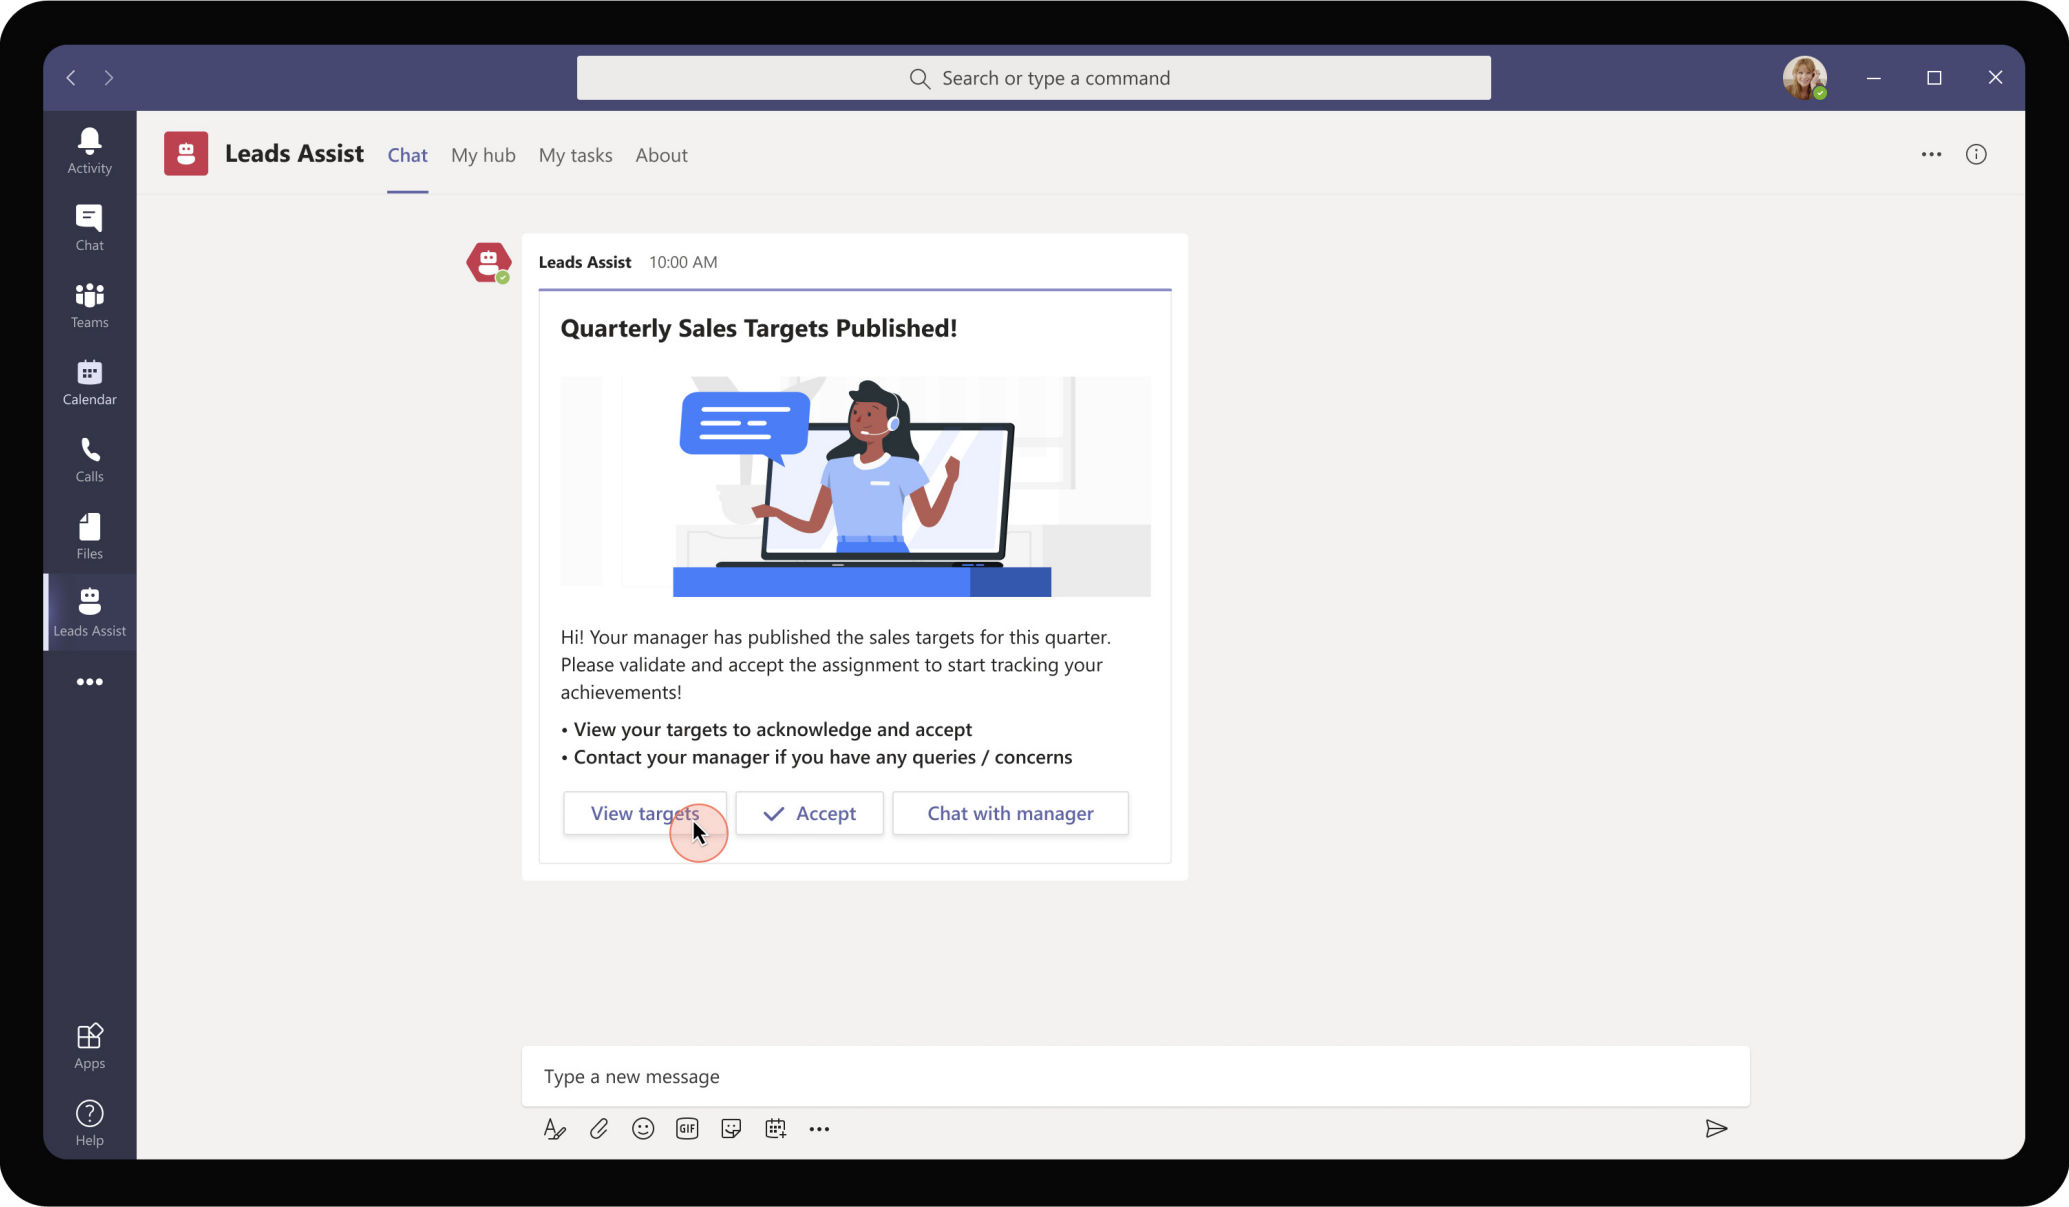 Search or type a command
Activity
Chat
Teams
Calendar
Calls
Files
Leads Assist
Apps
Help
Leads Assist Chat My hub My tasks About
Leads Assist 10:00 AM
Quarterly Sales Targets Published!
Hi! Your manager has published the sales targets for this quarter.
Please validate and accept the assignment to start tracking your
achievements!
• View your targets to acknowledge and accept
• Contact your manager if you have any queries / concerns
View targets Accept Chat with manager
Type a new message
GIF